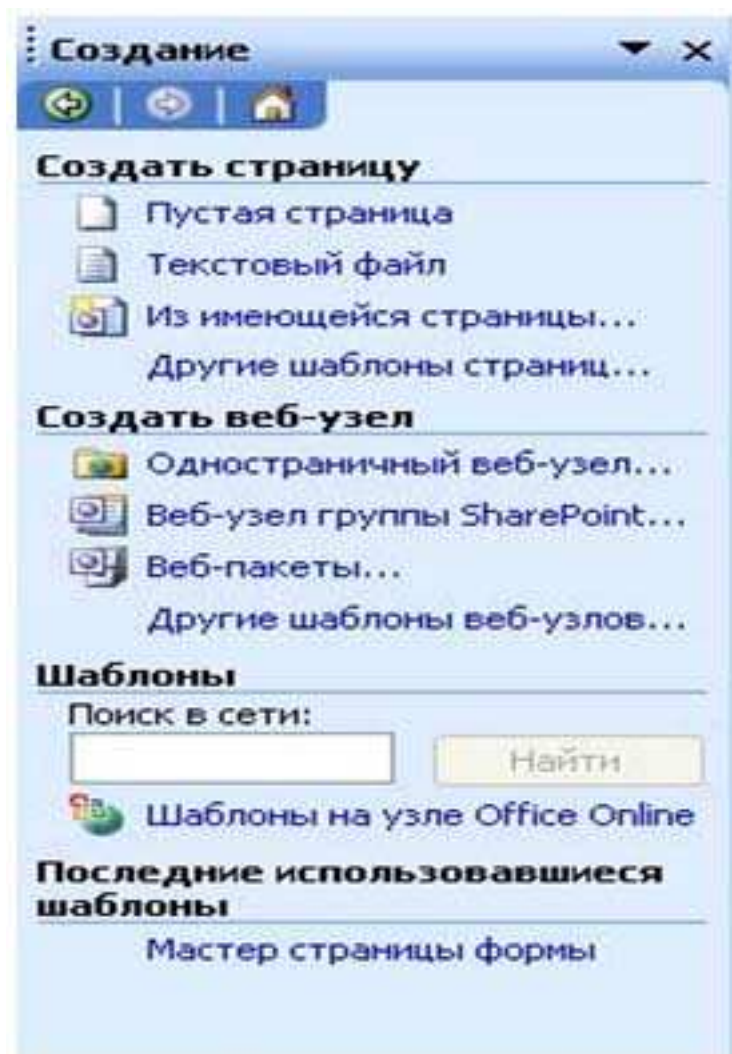 Создание
Создать страницу
Пустая страница
Текстовый файл
Из имеющейся страницы...
Другие шаблоны страниц...
Создать веб-узел
Одностраничный веб-узел...
Веб-узел группы SharePoint...
Веб-пакеты...
Другие шаблоны веб-узлов...
Шаблоны
Поиск в сети:
Найти
Шаблоны на узле Office Online
Последние использовавшиеся
шаблоны
Мастер страницы формы